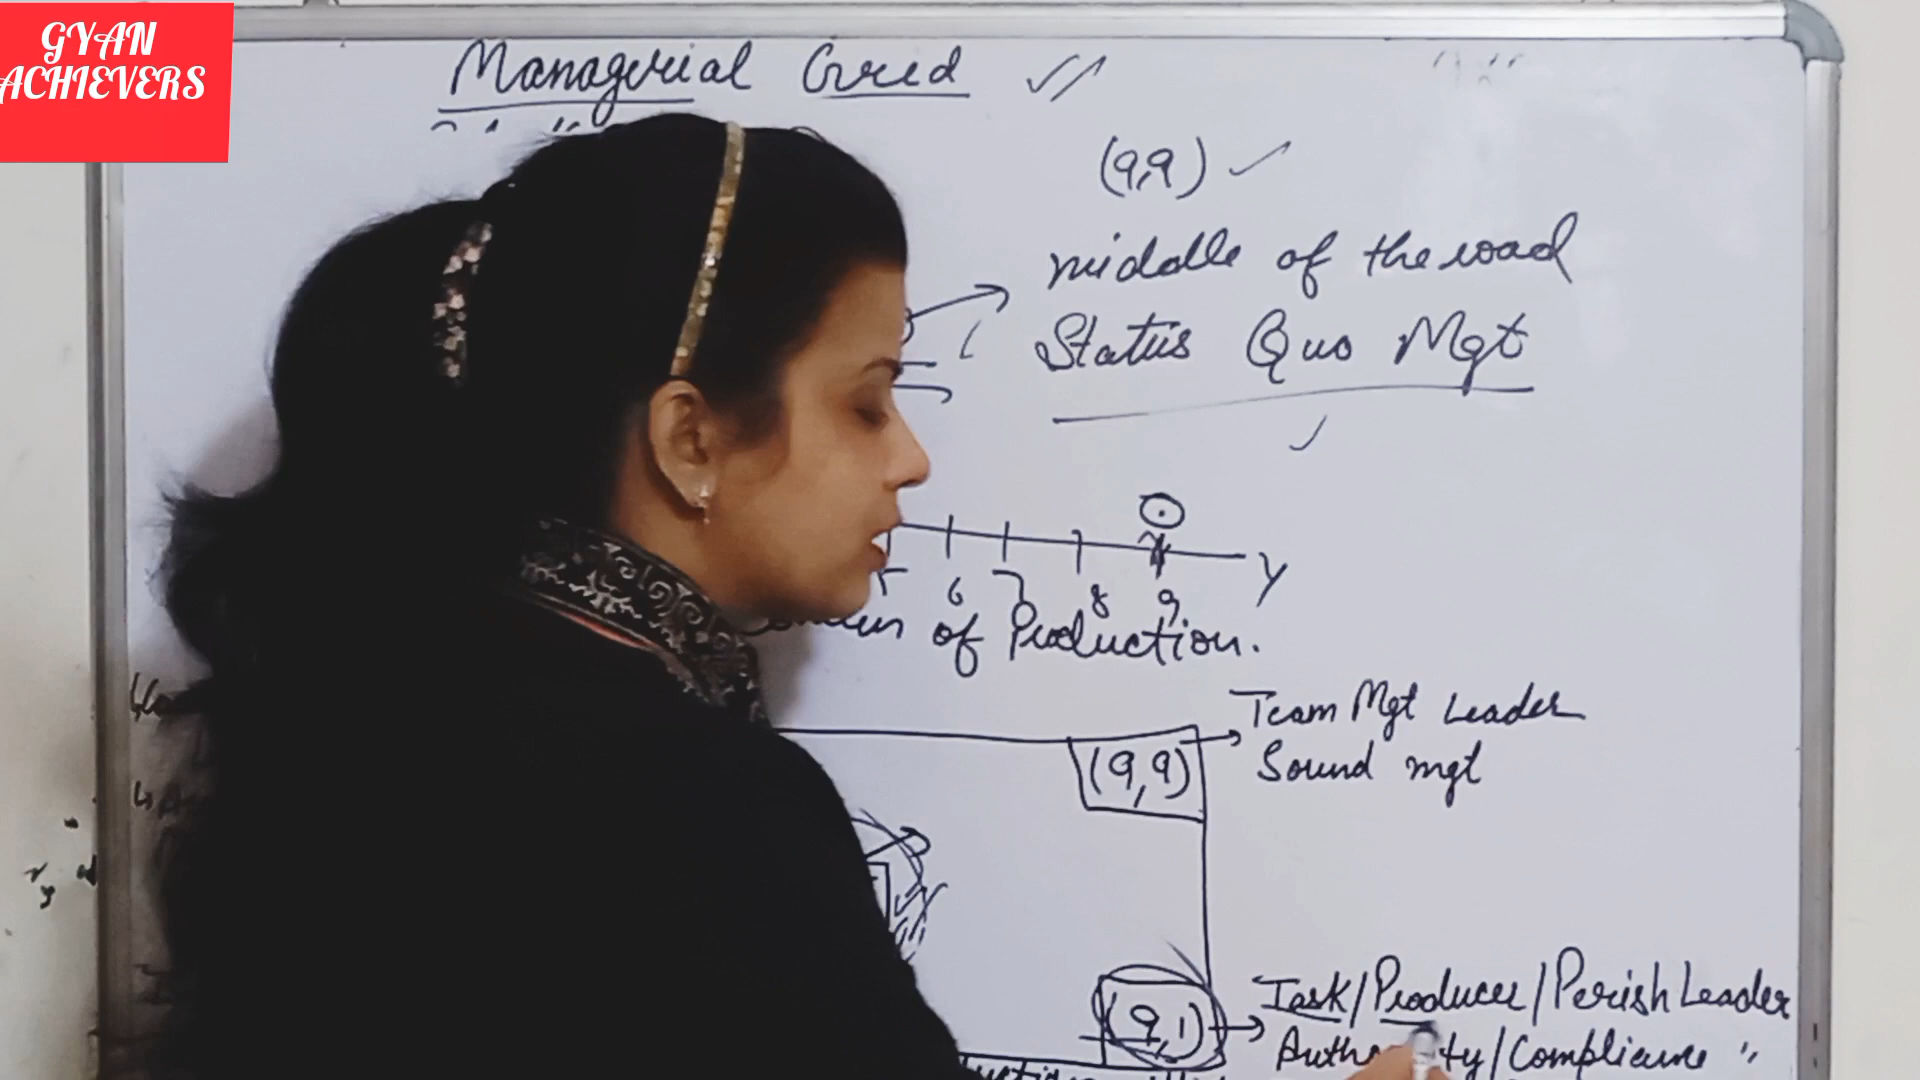 GYAN
ACHIEVERS
Managerial Grid
(9,9)
middle of the road
Status Quo Mgt
6 7 8 9 Y
of Production.
Team Mgt Leader
(9,9)
Sound mgt
Task/Producer/Perish Leader
(9,1)
/Compliance "